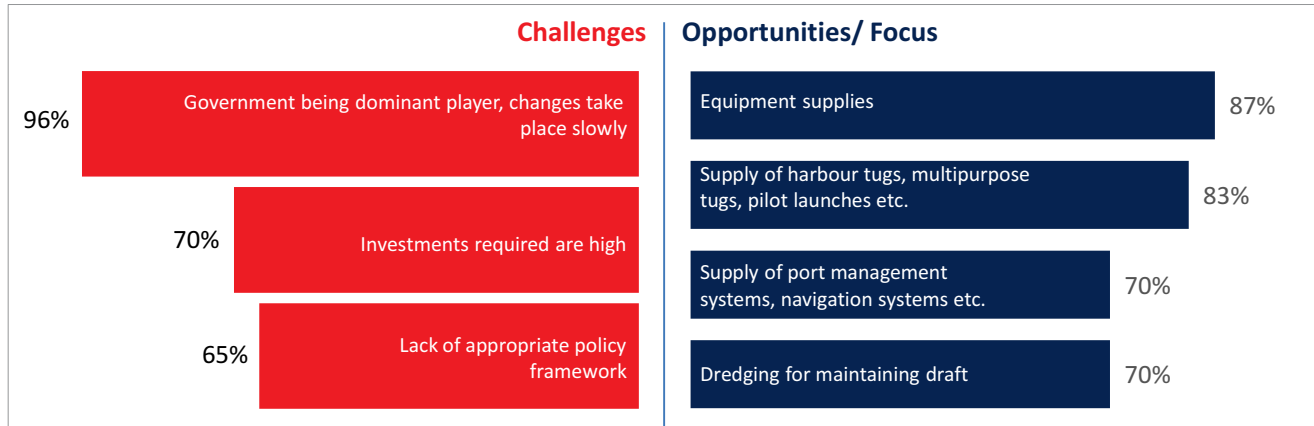 Challenges
Opportunities/ Focus
96%
Government being dominant player, changes take
place slowly
70%
Investments required are high
65%
Lack of appropriate policy
framework
Equipment supplies
87%
Supply of harbour tugs, multipurpose
tugs, pilot launches etc.
83%
Supply of port management
systems, navigation systems etc.
70%
Dredging for maintaining draft
70%